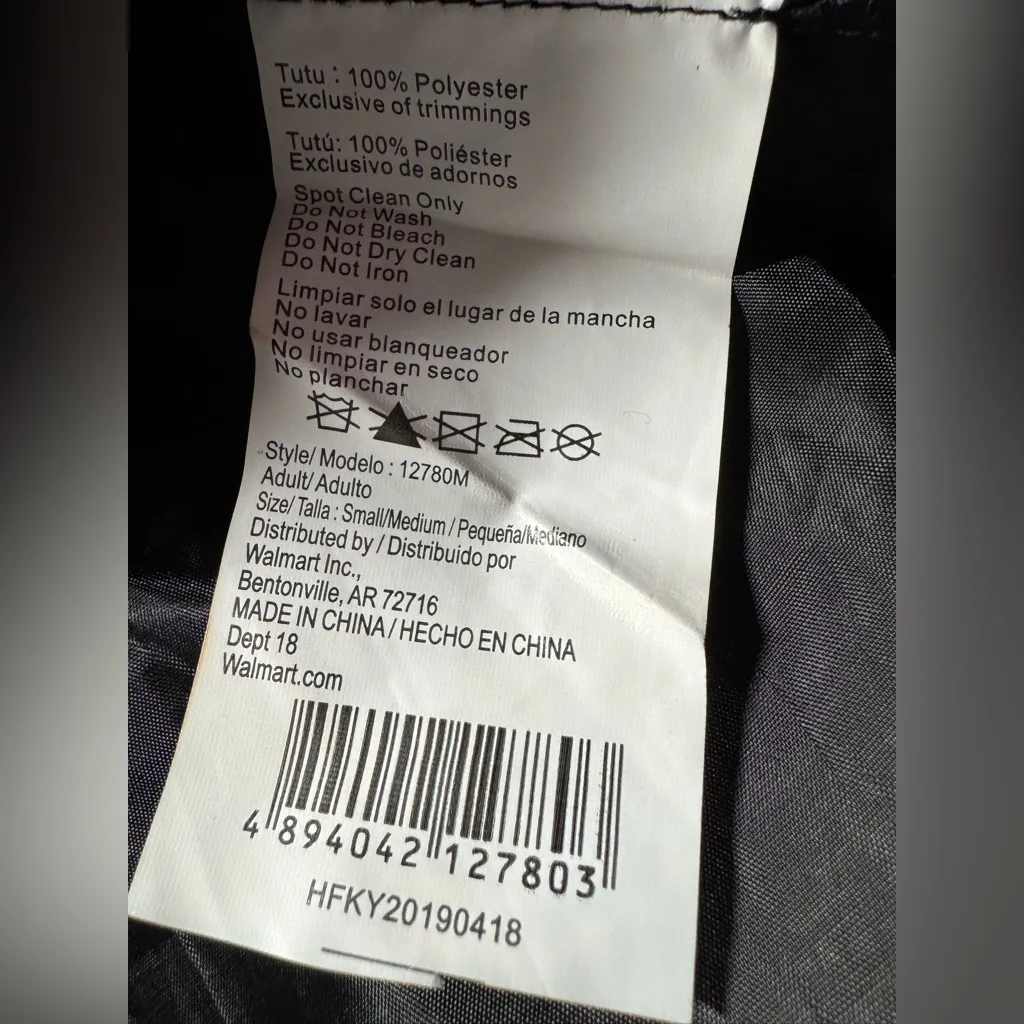 Tutu : 100% Polyester
Exclusive of trimmings
Tutú: 100% Poliéster
Exclusivo de adornos
Spot Clean Only
Do Not Wash
Do Not Bleach
Do Not Dry Clean
Do Not Iron
Limpiar solo el lugar de la mancha
No lavar
No usar blanqueador
No limpiar en seco
No planchar
Style/ Modelo : 12780M
Adult/ Adulto
Size/ Talla : Small/Medium / Pequeña/Mediano
Distributed by / Distribuido por
Walmart Inc.,
Bentonville, AR 72716
MADE IN CHINA / HECHO EN CHINA
Dept 18
Walmart.com
4 894042 127803
HFKY20190418